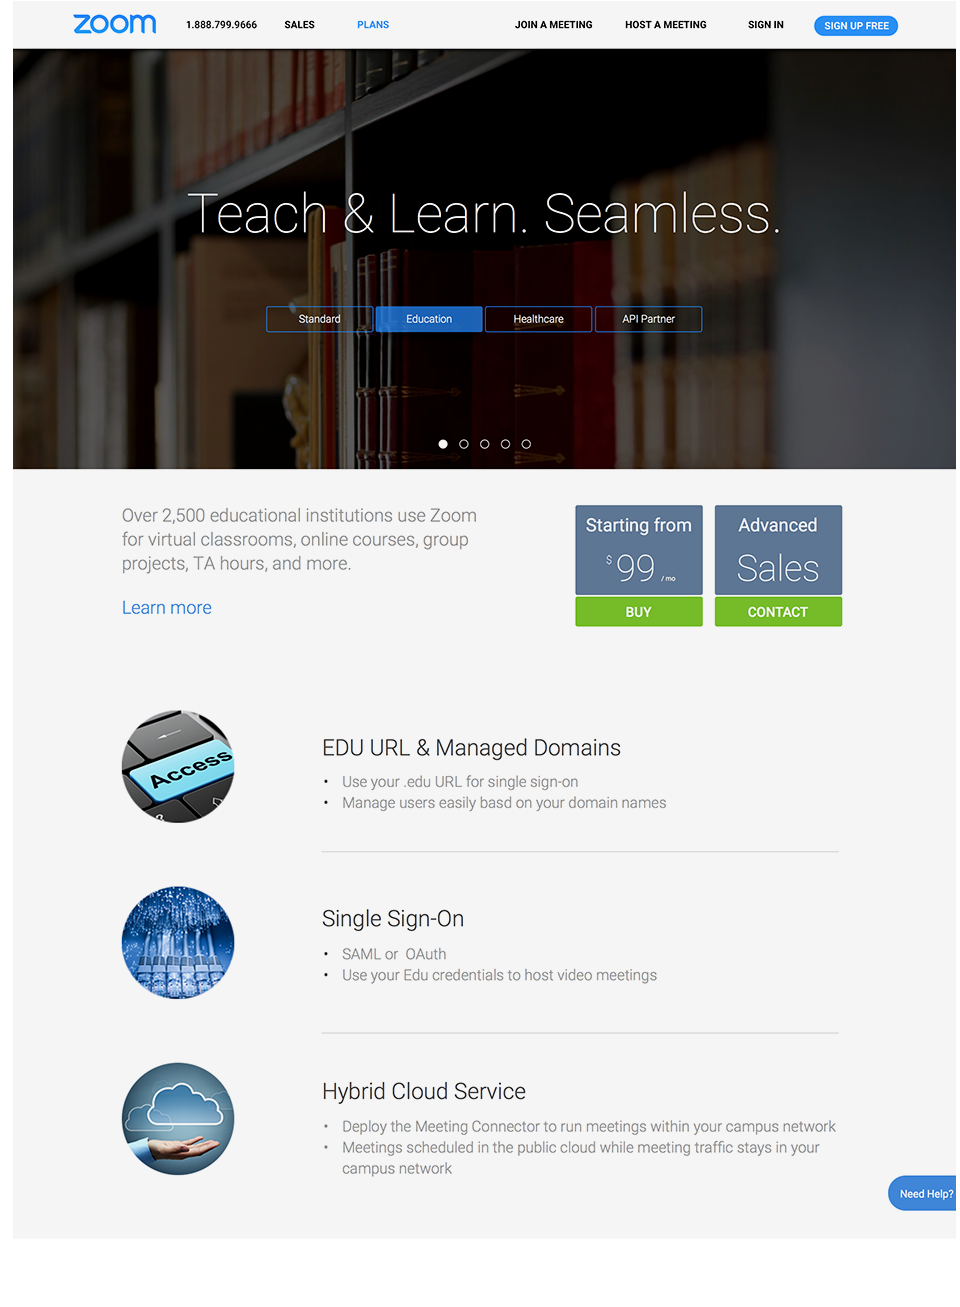 zoom
1.888.799.9666
SALES
PLANS
JOIN A MEETING
HOST A MEETING
SIGN IN
SIGN UP FREE
Teach & Learn. Seamless.
Standard
Education
Healthcare
API Partner
Over 2,500 educational institutions use Zoom
for virtual classrooms, online courses, group
projects, TA hours, and more.
Learn more
Starting from
$99 / mo
BUY
Advanced
Sales
CONTACT
Access
EDU URL & Managed Domains
• Use your .edu URL for single sign-on
• Manage users easily basd on your domain names
Single Sign-On
• SAML or OAuth
• Use your Edu credentials to host video meetings
Hybrid Cloud Service
• Deploy the Meeting Connector to run meetings within your campus network
• Meetings scheduled in the public cloud while meeting traffic stays in your
campus network
Need Help?